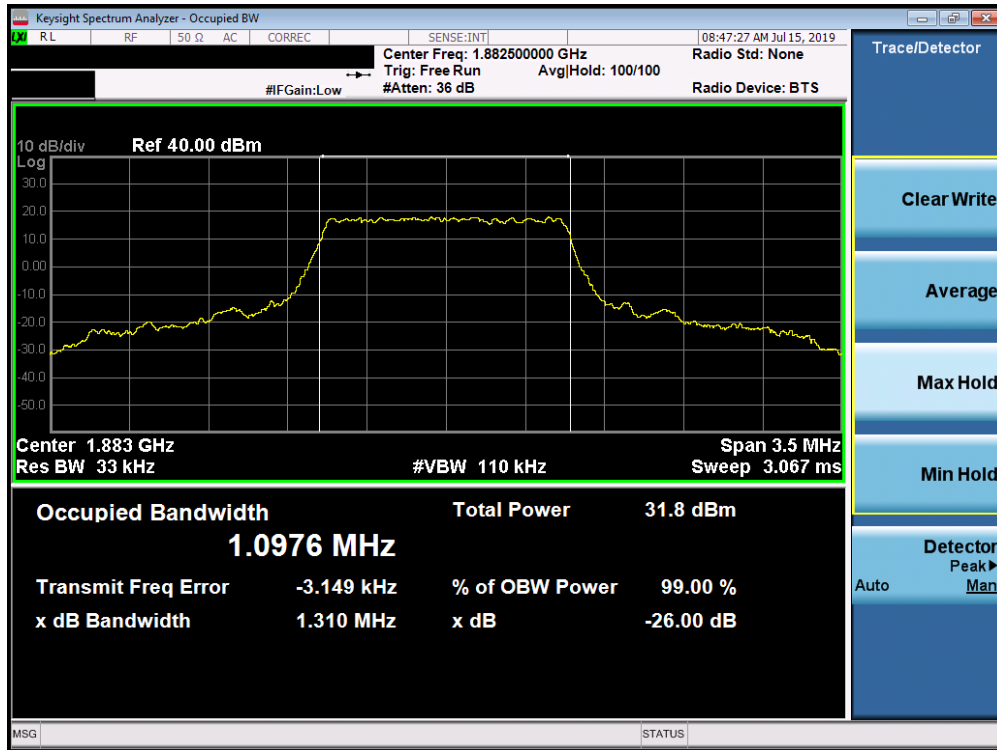 Keysight Spectrum Analyzer - Occupied BW
LXI RL RF 50 Ω AC CORREC SENSE:INT 08:47:27 AM Jul 15, 2019
Center Freq: 1.882500000 GHz Radio Std: None
Trig: Free Run Avg|Hold: 100/100
#IFGain:Low #Atten: 36 dB Radio Device: BTS
10 dB/div Ref 40.00 dBm
Log
30.0
20.0
10.0
0.00
-10.0
-20.0
-30.0
-40.0
-50.0
Center 1.883 GHz Span 3.5 MHz
Res BW 33 kHz #VBW 110 kHz Sweep 3.067 ms
Occupied Bandwidth Total Power 31.8 dBm
1.0976 MHz
Transmit Freq Error -3.149 kHz % of OBW Power 99.00 %
x dB Bandwidth 1.310 MHz x dB -26.00 dB
MSG STATUS
Trace/Detector
Clear Write
Average
Max Hold
Min Hold
Detector
Peak▶
Auto Man